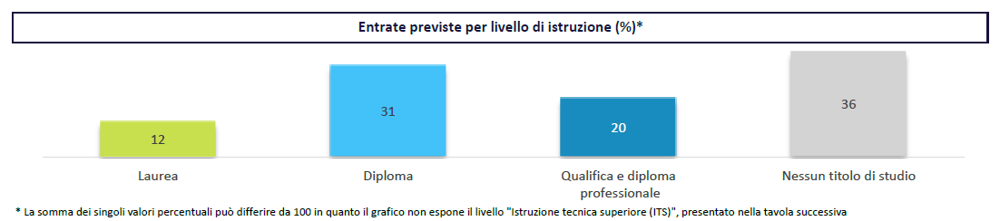 Entrate previste per livello di istruzione (%)*
12
31
20
36
Laurea
Diploma
Qualifica e diploma
professionale
Nessun titolo di studio
* La somma dei singoli valori percentuali può differire da 100 in quanto il grafico non espone il livello "Istruzione tecnica superiore (ITS)", presentato nella tavola successiva